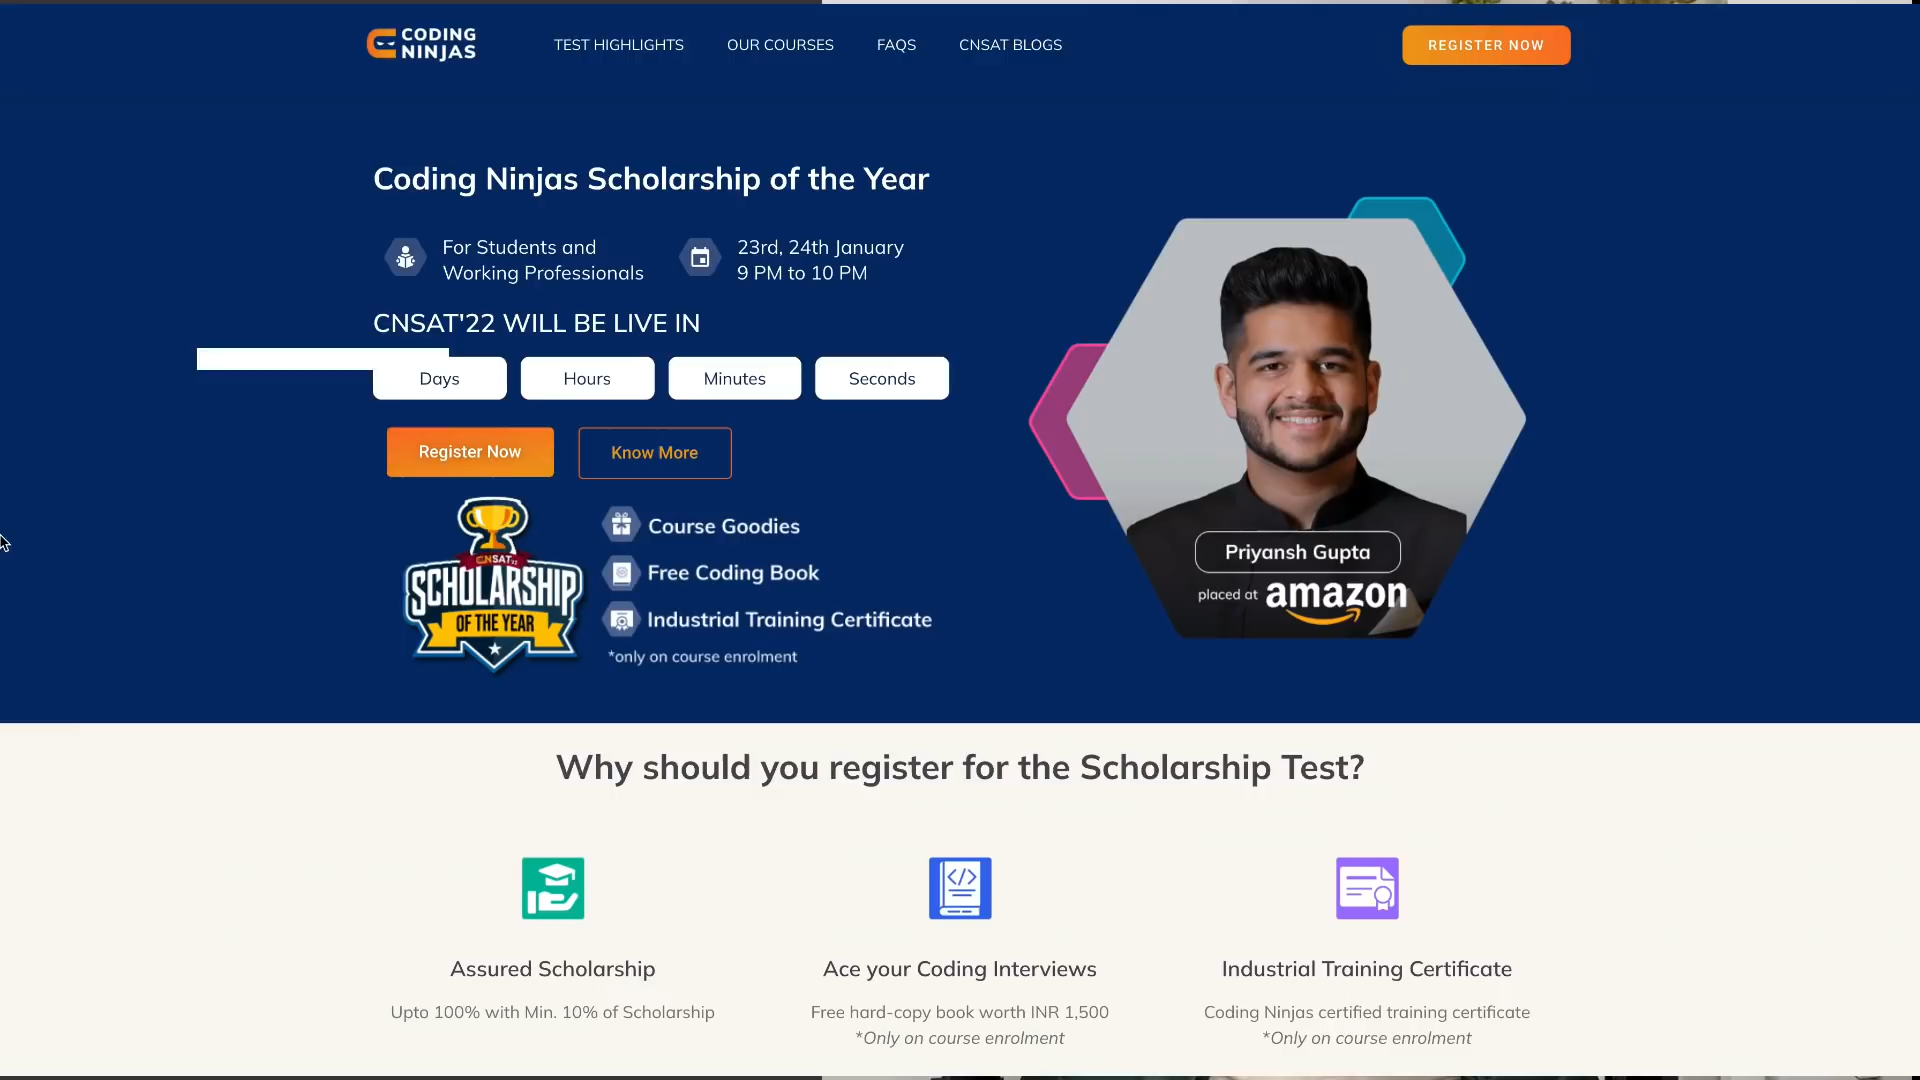 CODING
NINJAS
TEST HIGHLIGHTS
OUR COURSES
FAQS
CNSAT BLOGS
REGISTER NOW
Coding Ninjas Scholarship of the Year
For Students and
Working Professionals
23rd, 24th January
9 PM to 10 PM
CNSAT'22 WILL BE LIVE IN
Days
Hours
Minutes
Seconds
Register Now
Know More
CNSAT'22
SCHOLARSHIP
OF THE YEAR
Course Goodies
Free Coding Book
Industrial Training Certificate
*only on course enrolment
Priyansh Gupta
placed at amazon
Why should you register for the Scholarship Test?
Assured Scholarship
Upto 100% with Min. 10% of Scholarship
Ace your Coding Interviews
Free hard-copy book worth INR 1,500
*Only on course enrolment
Industrial Training Certificate
Coding Ninjas certified training certificate
*Only on course enrolment